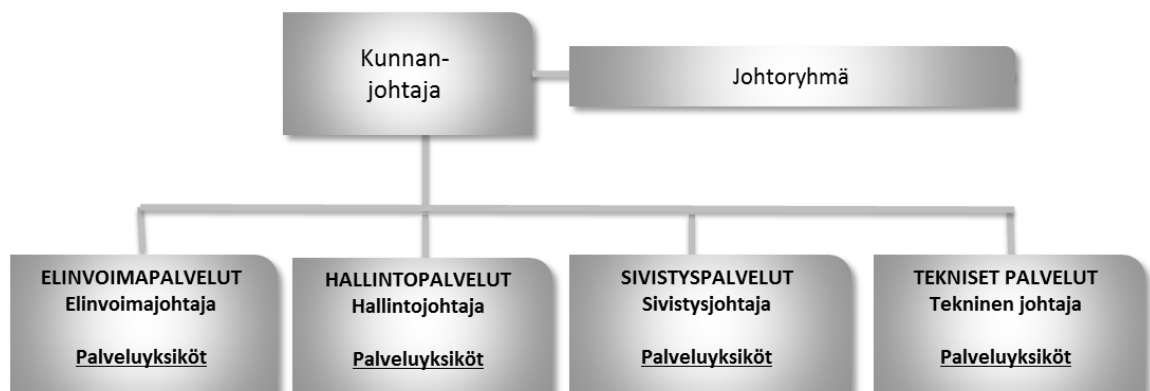 Kunnan-
johtaja
Johtoryhmä
ELINVOIMAPALVELUT
Elinvoimajohtaja
Palveluyksiköt
HALLINTOPALVELUT
Hallintojohtaja
Palveluyksiköt
SIVISTYSPALVELUT
Sivistysjohtaja
Palveluyksiköt
TEKNISET PALVELUT
Tekninen johtaja
Palveluyksiköt